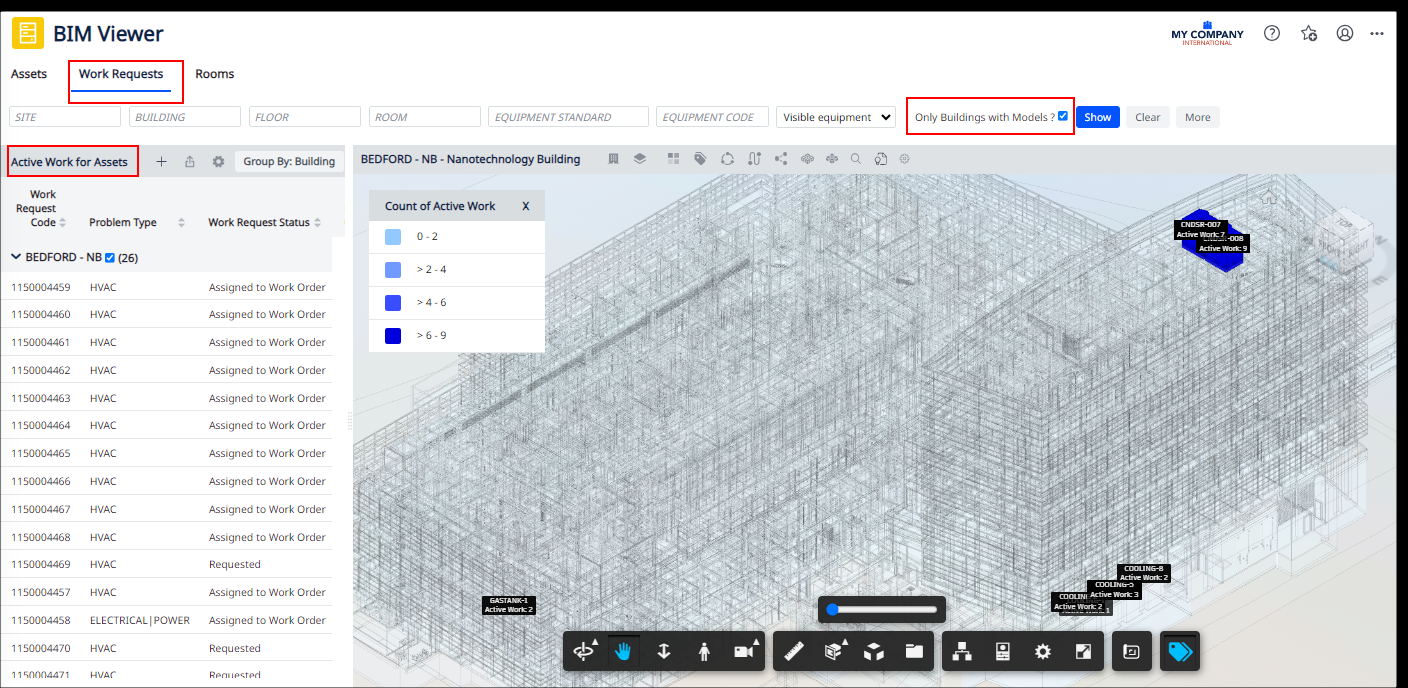 BIM Viewer
MY COMPANY
INTERNATIONAL
Assets Work Requests Rooms
SITE BUILDING FLOOR ROOM EQUIPMENT STANDARD EQUIPMENT CODE Visible equipment Only Buildings with Models ? Show Clear More
Active Work for Assets Group By: Building
BEDFORD - NB - Nanotechnology Building
Work
Request
Code Problem Type Work Request Status
BEDFORD - NB (26)
1150004459 HVAC Assigned to Work Order
1150004460 HVAC Assigned to Work Order
1150004461 HVAC Assigned to Work Order
1150004462 HVAC Assigned to Work Order
1150004463 HVAC Assigned to Work Order
1150004464 HVAC Assigned to Work Order
1150004465 HVAC Assigned to Work Order
1150004466 HVAC Assigned to Work Order
1150004467 HVAC Assigned to Work Order
1150004468 HVAC Assigned to Work Order
1150004469 HVAC Requested
1150004457 HVAC Assigned to Work Order
1150004458 ELECTRICAL|POWER Assigned to Work Order
1150004470 HVAC Requested
1150004471 HVAC Requested
Count of Active Work X
0 - 2
> 2 - 4
> 4 - 6
> 6 - 9
CNDSR-007
Active Work: 7
Active Work: 9
TOP
FRONT
RIGHT
GASTANK-1
Active Work: 2
COOLING-8
Active Work: 2
Active Work: 3
Active Work: 2